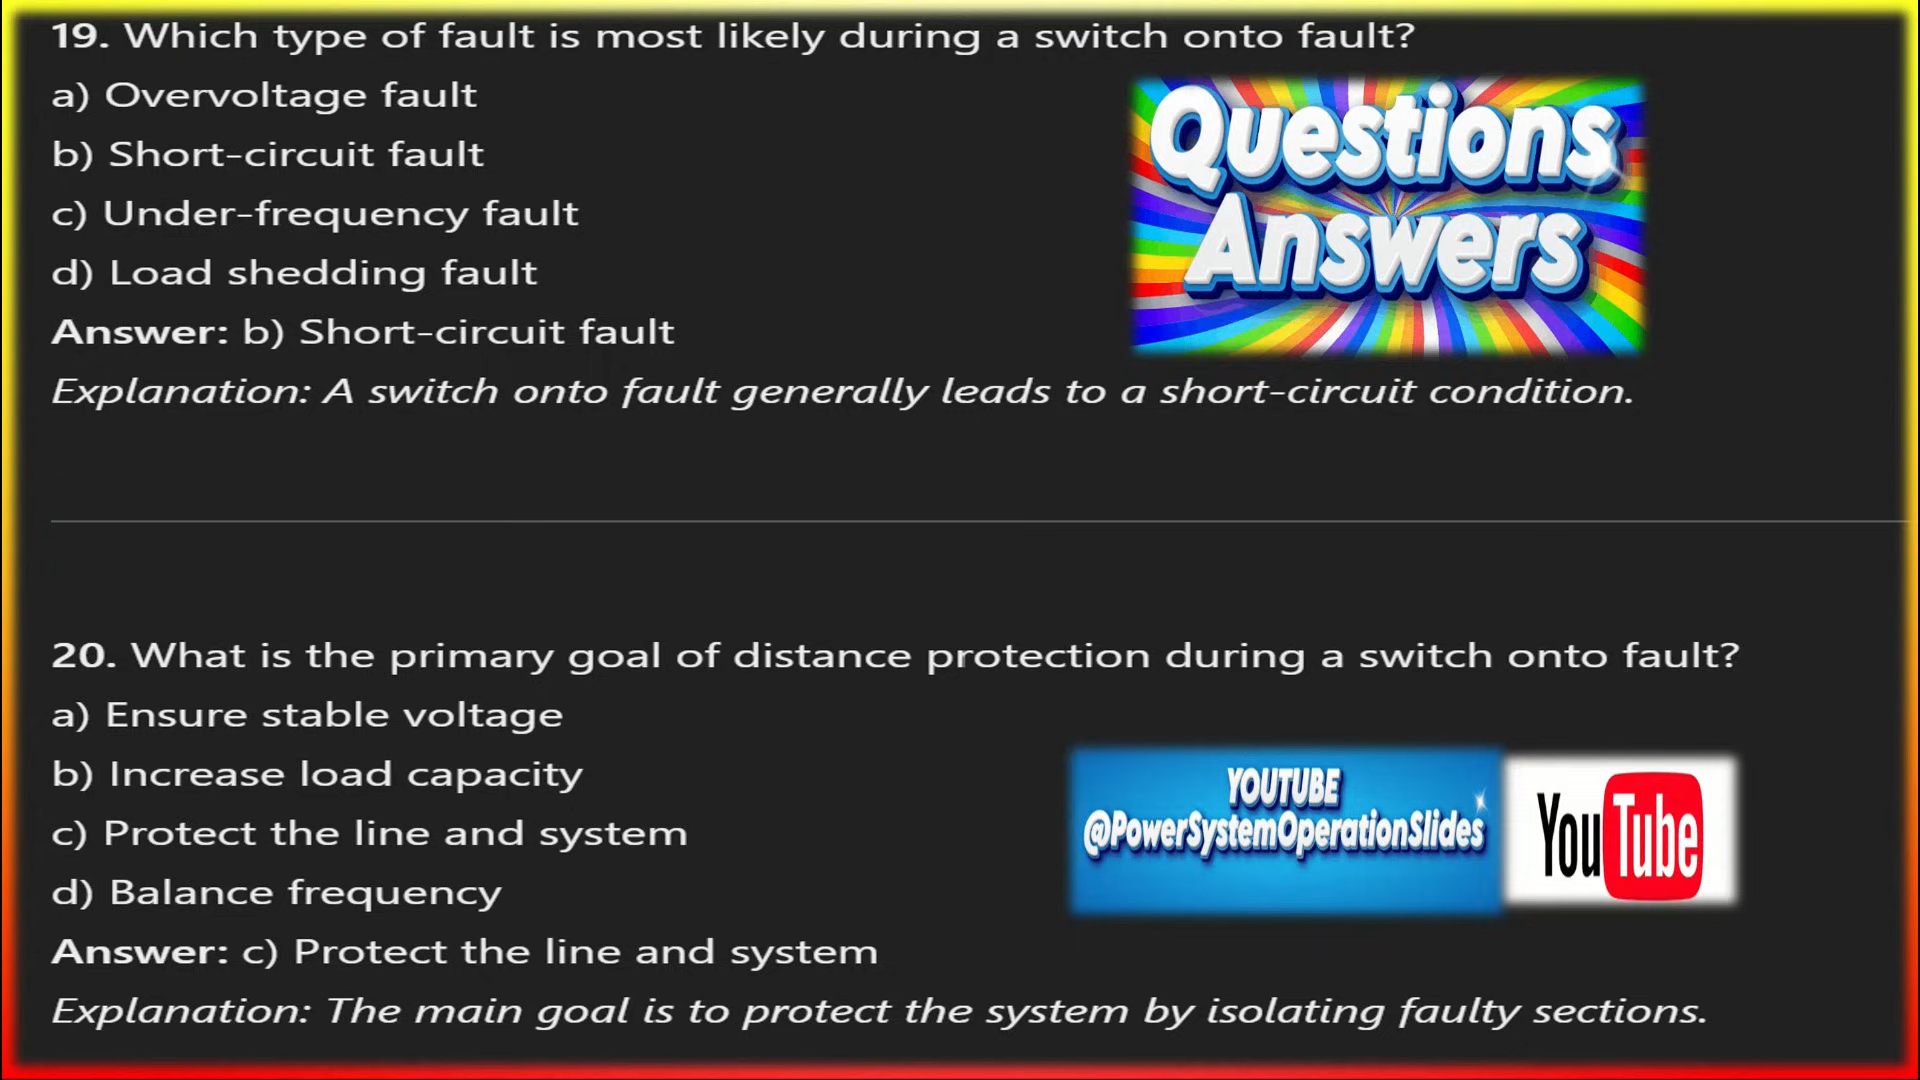 19. Which type of fault is most likely during a switch onto fault?
a) Overvoltage fault
b) Short-circuit fault
c) Under-frequency fault
d) Load shedding fault
Answer: b) Short-circuit fault
Explanation: A switch onto fault generally leads to a short-circuit condition.
Questions
Answers
20. What is the primary goal of distance protection during a switch onto fault?
a) Ensure stable voltage
b) Increase load capacity
c) Protect the line and system
d) Balance frequency
Answer: c) Protect the line and system
Explanation: The main goal is to protect the system by isolating faulty sections.
YOUTUBE
@PowerSystemOperationSlides
YouTube